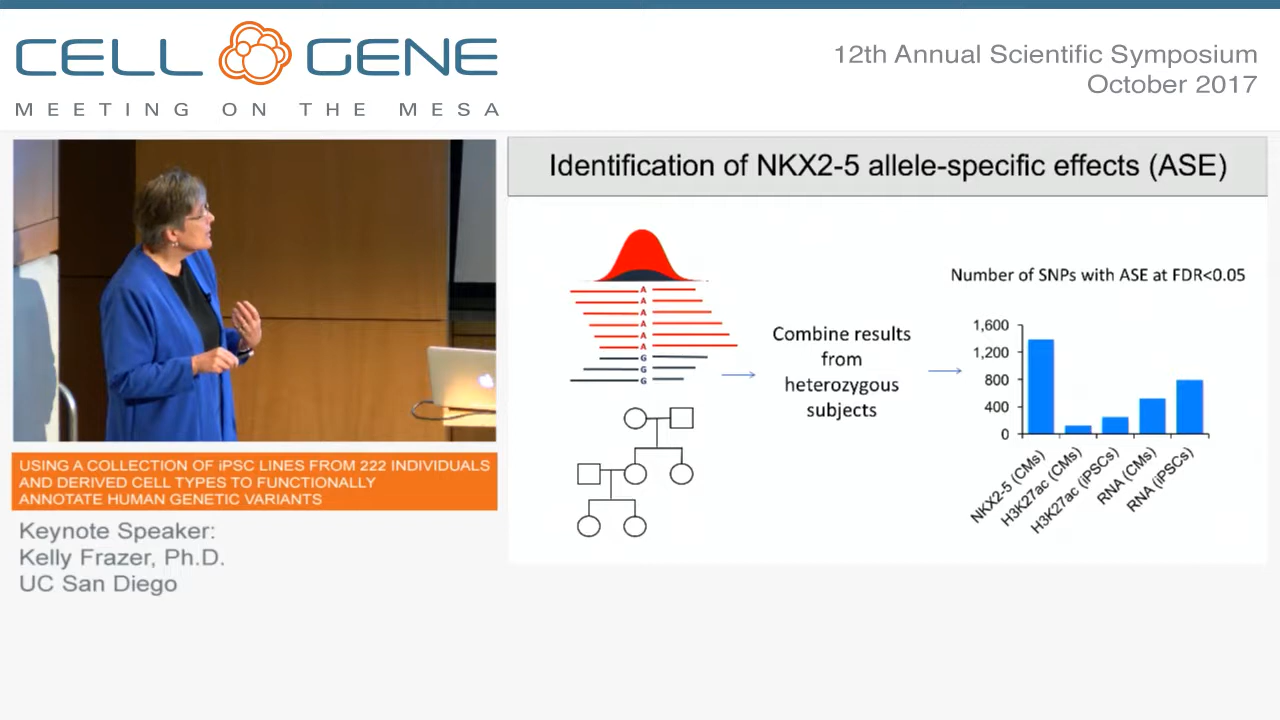 CELL GENE
MEETING ON THE MESA
12th Annual Scientific Symposium
October 2017
Identification of NKX2-5 allele-specific effects (ASE)
A
A
A
A
A
A
G
G
G
Combine results
from
heterozygous
subjects
Number of SNPs with ASE at FDR<0.05
1,600
1,200
800
400
0
NKX2-5 (CMs)
H3K27ac (CMs)
H3K27ac (iPSCs)
RNA (CMs)
RNA (iPSCs)
USING A COLLECTION OF iPSC LINES FROM 222 INDIVIDUALS
AND DERIVED CELL TYPES TO FUNCTIONALLY
ANNOTATE HUMAN GENETIC VARIANTS
Keynote Speaker:
Kelly Frazer, Ph.D.
UC San Diego